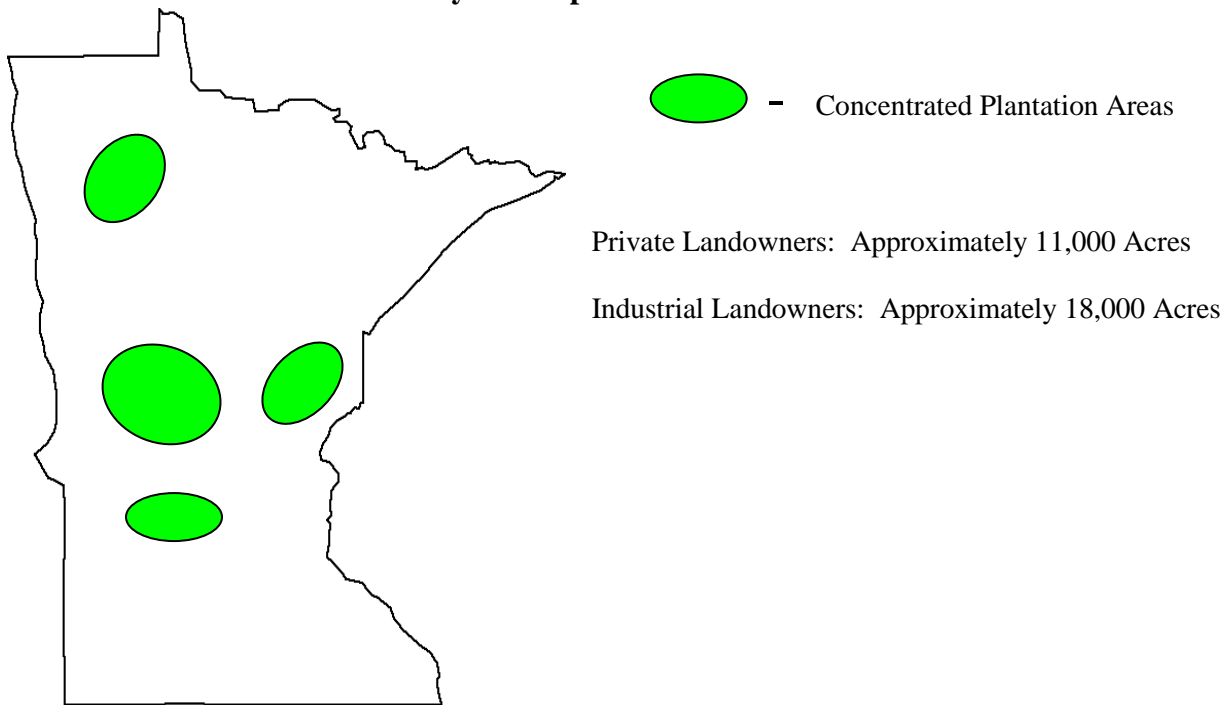 - Concentrated Plantation Areas
Private Landowners: Approximately 11,000 Acres
Industrial Landowners: Approximately 18,000 Acres